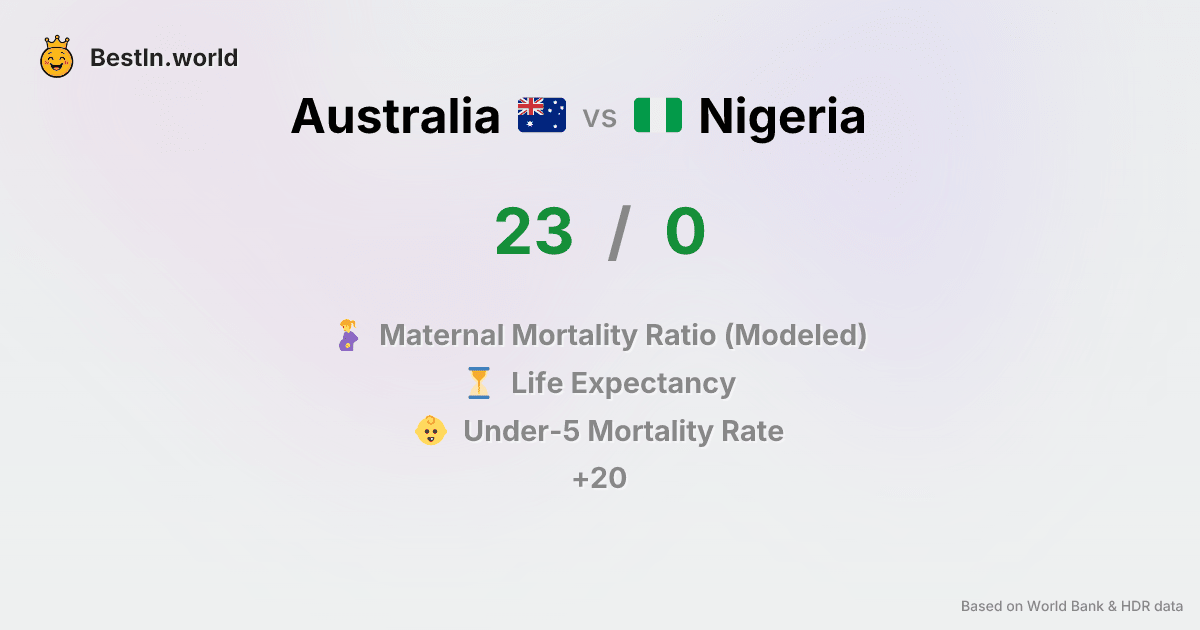 BestIn.world
Australia vs Nigeria
23 / 0
Maternal Mortality Ratio (Modeled)
Life Expectancy
Under-5 Mortality Rate
+20
Based on World Bank & HDR data